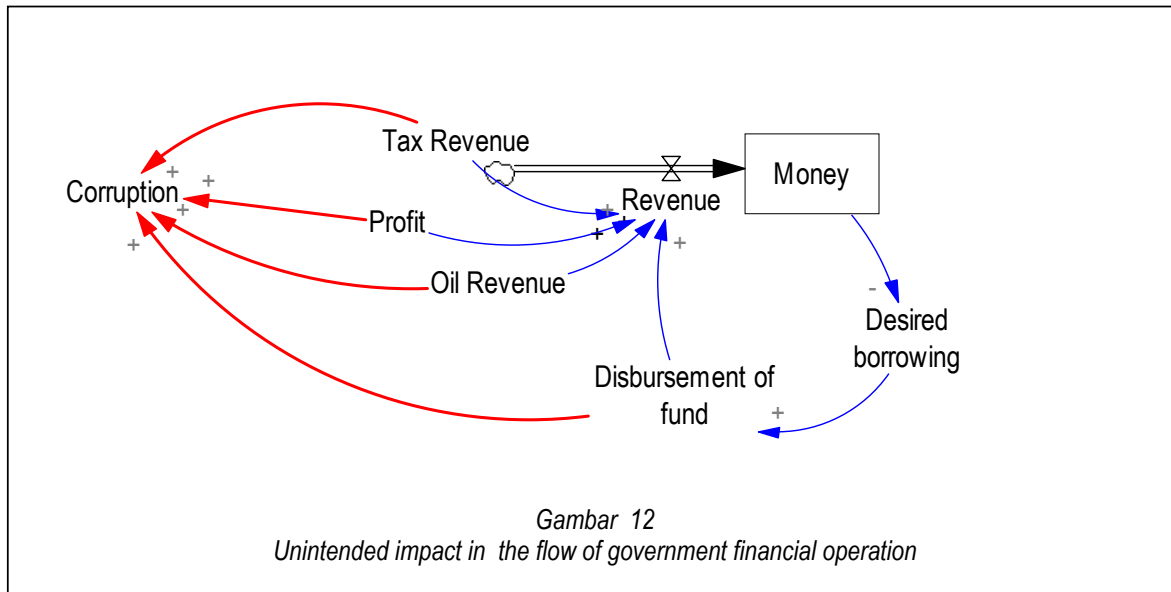 Tax Revenue
+
Corruption
+
+
Profit
+
Oil Revenue
+
+
+
Revenue
+
Money
-
Desired
borrowing
+
Disbursement of
fund
+
Gambar 12
Unintended impact in the flow of government financial operation